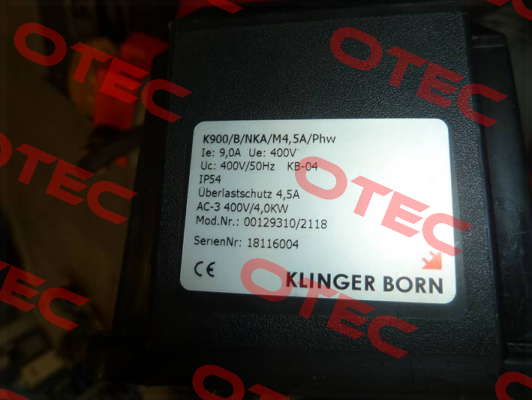 OTEC
K900/B/NKA/M4,5A/Phw
Ie: 9,0A Ue: 400V
Uc: 400V/50Hz KB-04
IP54
Überlastschutz 4,5A
AC-3 400V/4,0KW
Mod.Nr.: 00129310/2118
SerienNr: 18116004
CE KLINGER BORN
OTEC
OTEC
OTEC
OTEC
OTEC
OTEC
OTEC